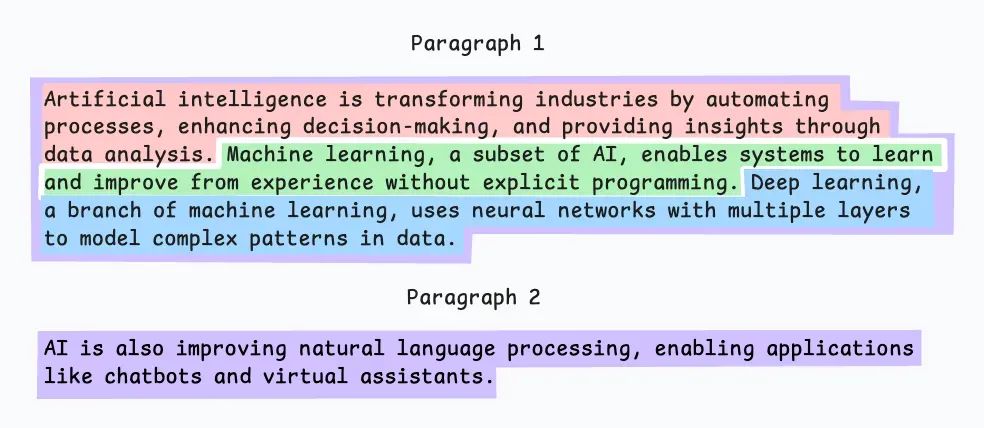 Paragraph 1
Artificial intelligence is transforming industries by automating
processes, enhancing decision-making, and providing insights through
data analysis. Machine learning, a subset of AI, enables systems to learn
and improve from experience without explicit programming. Deep learning,
a branch of machine learning, uses neural networks with multiple layers
to model complex patterns in data.
Paragraph 2
AI is also improving natural language processing, enabling applications
like chatbots and virtual assistants.